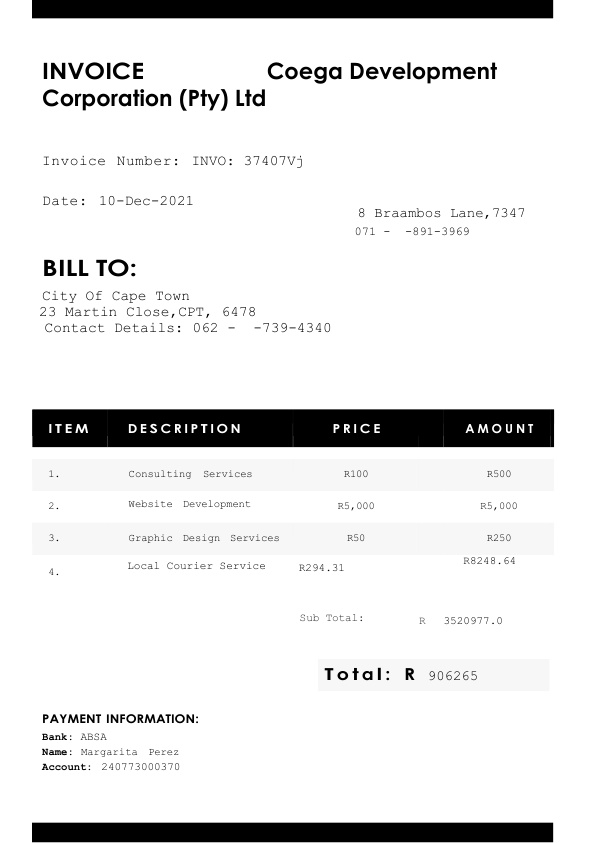 INVOICE Coega Development
Corporation (Pty) Ltd
Invoice Number: INVO: 37407Vj
Date: 10-Dec-2021
8 Braambos Lane,7347
071 - -891-3969
BILL TO:
City Of Cape Town
23 Martin Close,CPT, 6478
Contact Details: 062 - -739-4340
ITEM DESCRIPTION PRICE AMOUNT
1. Consulting Services R100 R500
2. Website Development R5,000 R5,000
3. Graphic Design Services R50 R250
4. Local Courier Service R294.31 R8248.64
Sub Total: R 3520977.0
Total: R 906265
PAYMENT INFORMATION:
Bank: ABSA
Name: Margarita Perez
Account: 240773000370